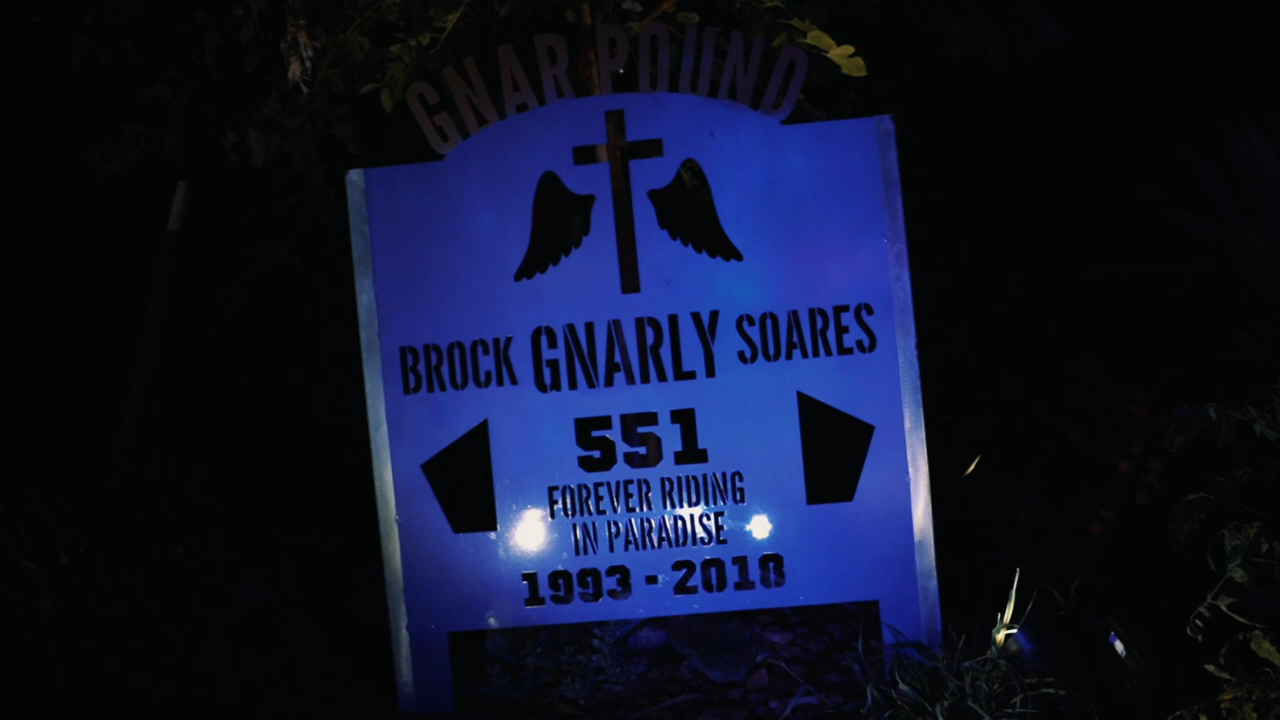 GNAR POUND
BROCK GNARLY SOARES
551
FOREVER RIDING
IN PARADISE
1993 - 2018